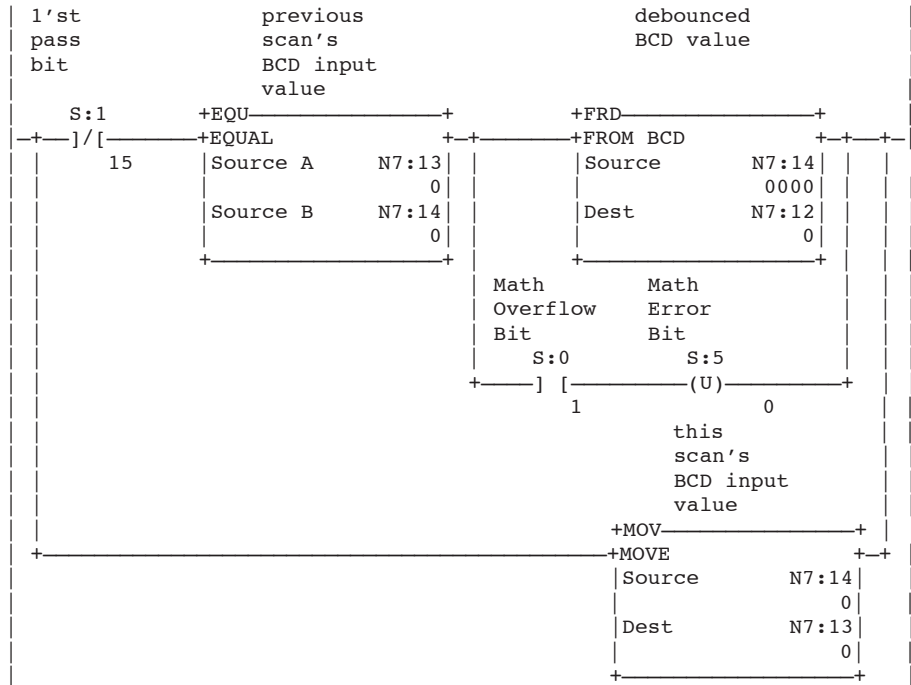 1'st previous debounced
pass scan's BCD value
bit BCD input
value
S:1 +EQU————————————————+ +FRD————————————————+
—+——]/[————————+EQUAL +—+————————+FROM BCD +—+——+—
15 |Source A N7:13| |Source N7:14|
0| 0000|
|Source B N7:14| |Dest N7:12|
0| 0|
Math Math
Overflow Error
Bit Bit
S:0 S:5
+————] [————————(U)————————+
1 0
this
scan's
BCD input
value
+MOV————————————————+
+————————————————+MOVE +—+
|Source N7:14|
0|
|Dest N7:13|
0|